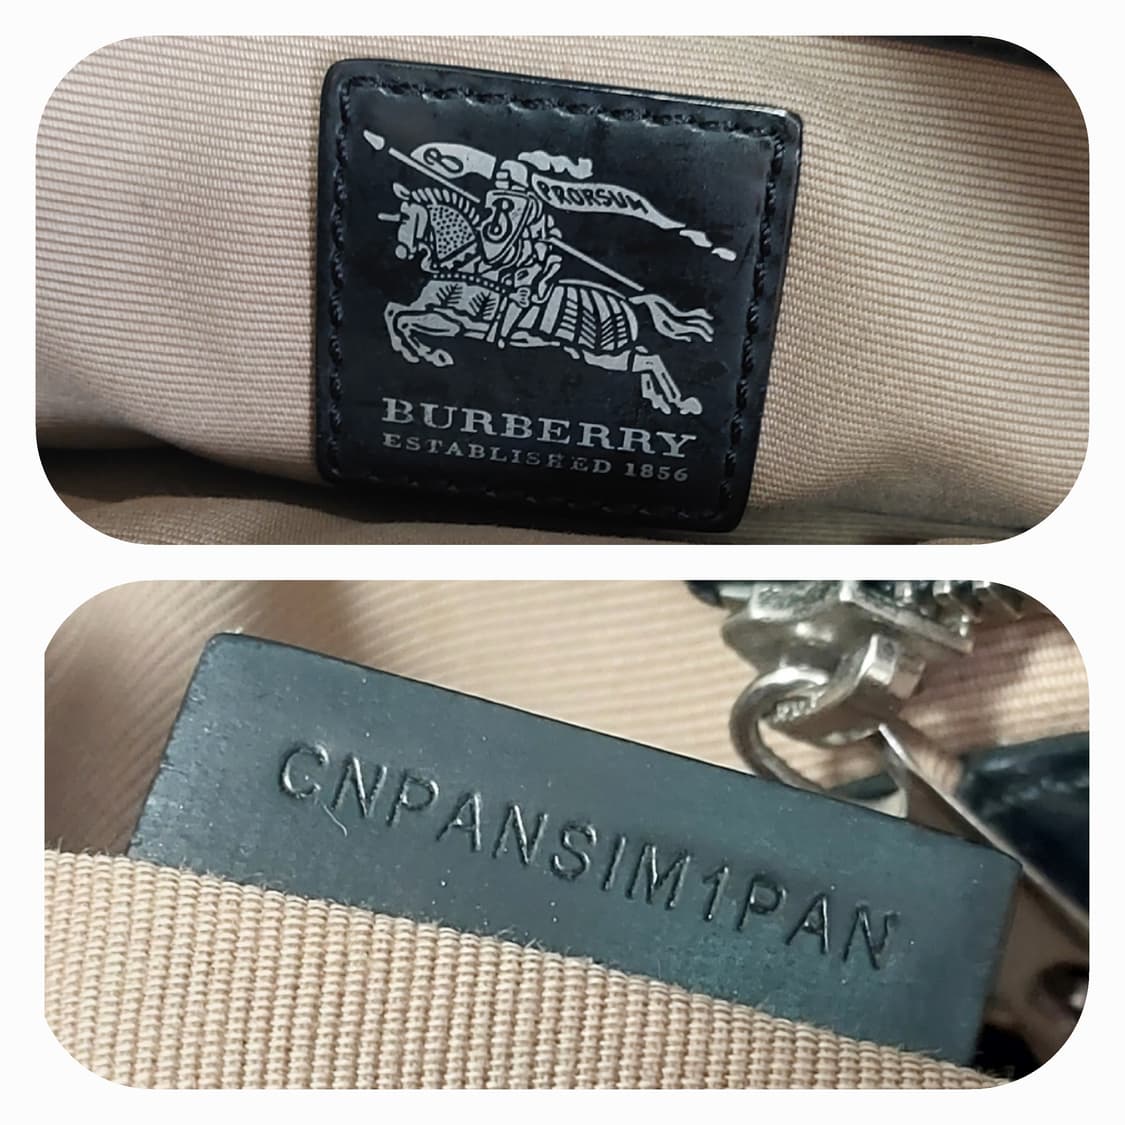 B
PRORSUM
B
BURBERRY
ESTABLISHED 1856
CNPANSIM1PAN